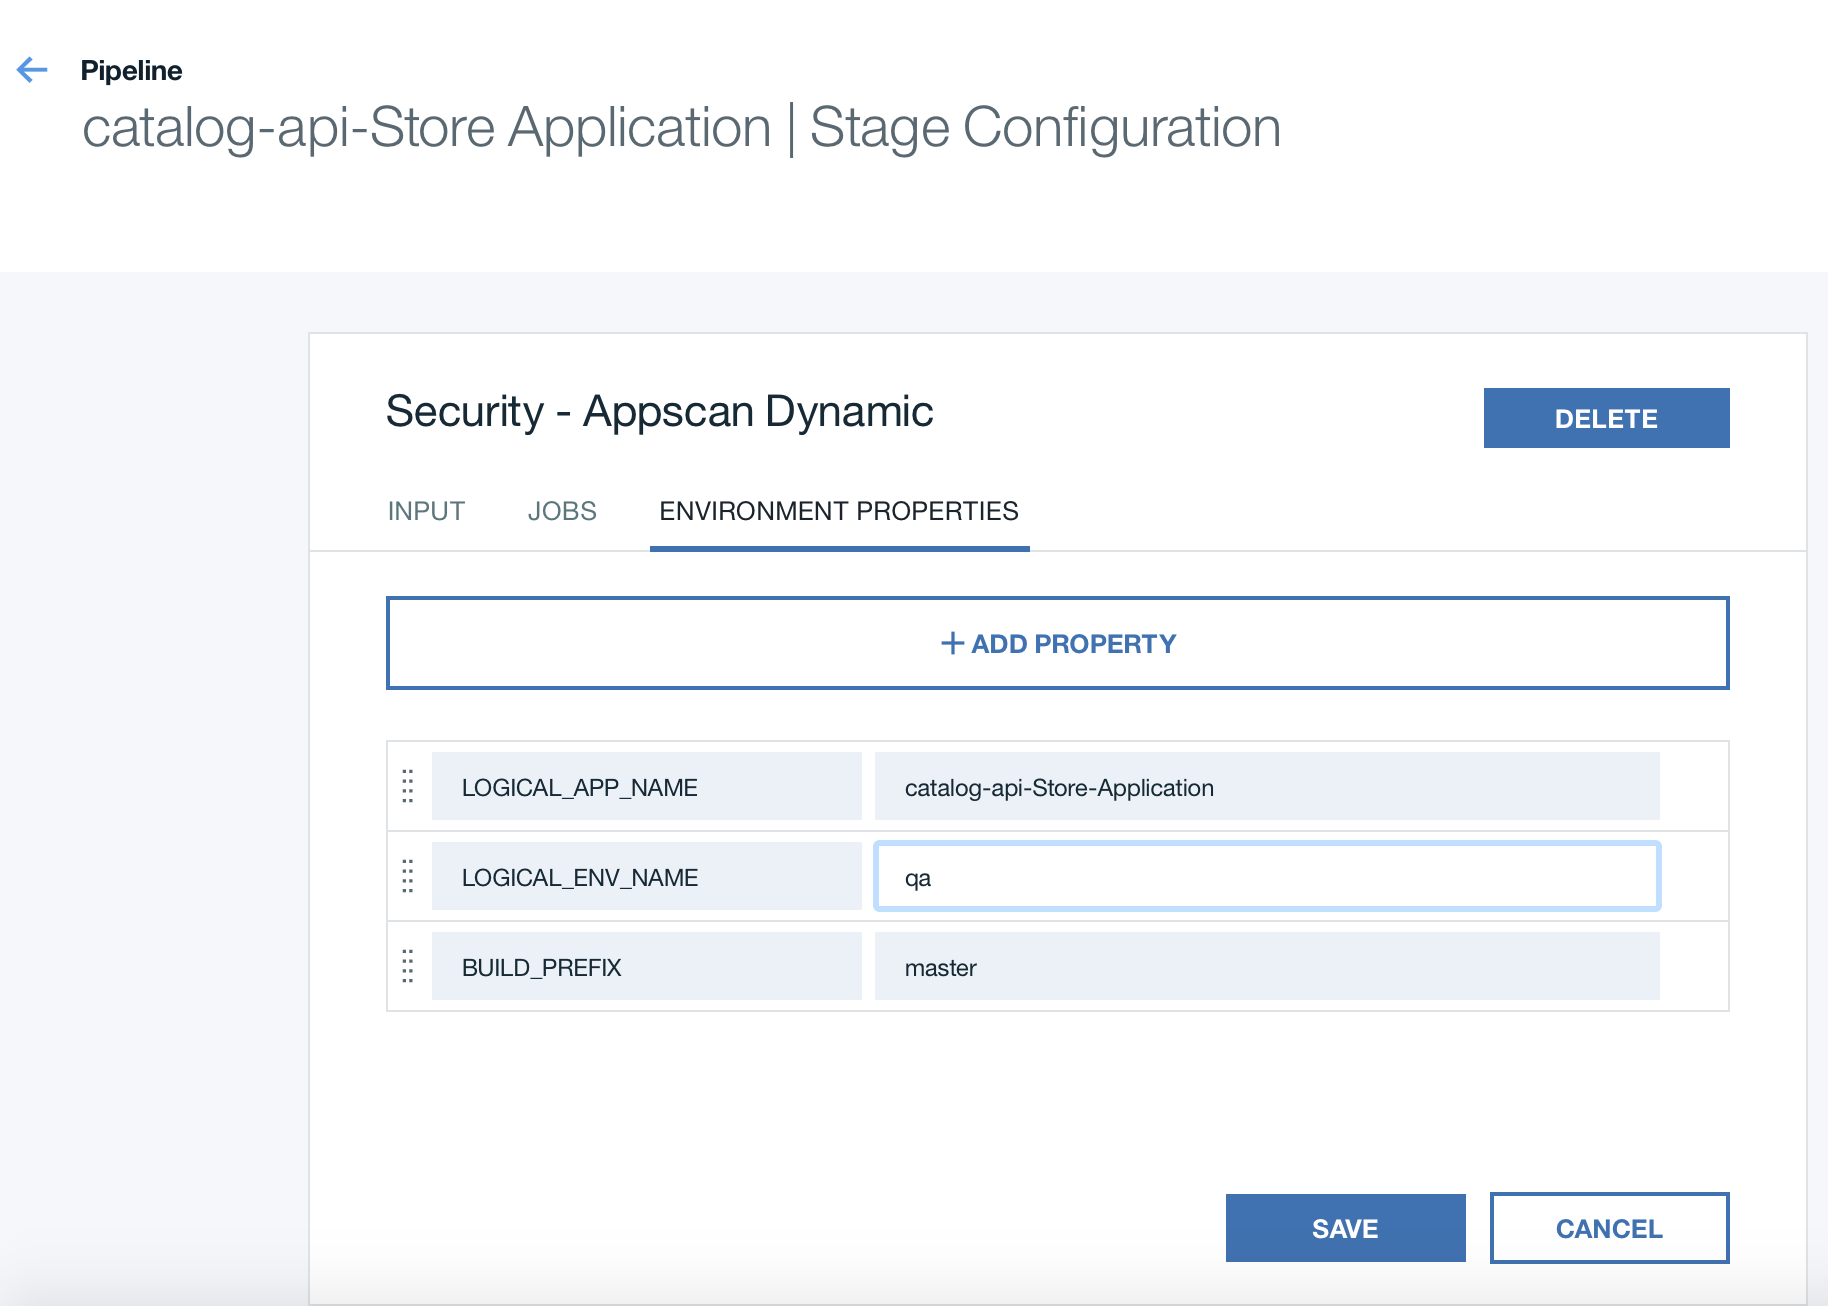 Pipeline
catalog-api-Store Application | Stage Configuration
Security - Appscan Dynamic
DELETE
INPUT JOBS ENVIRONMENT PROPERTIES
+ ADD PROPERTY
LOGICAL_APP_NAME catalog-api-Store-Application
LOGICAL_ENV_NAME qa
BUILD_PREFIX master
SAVE CANCEL